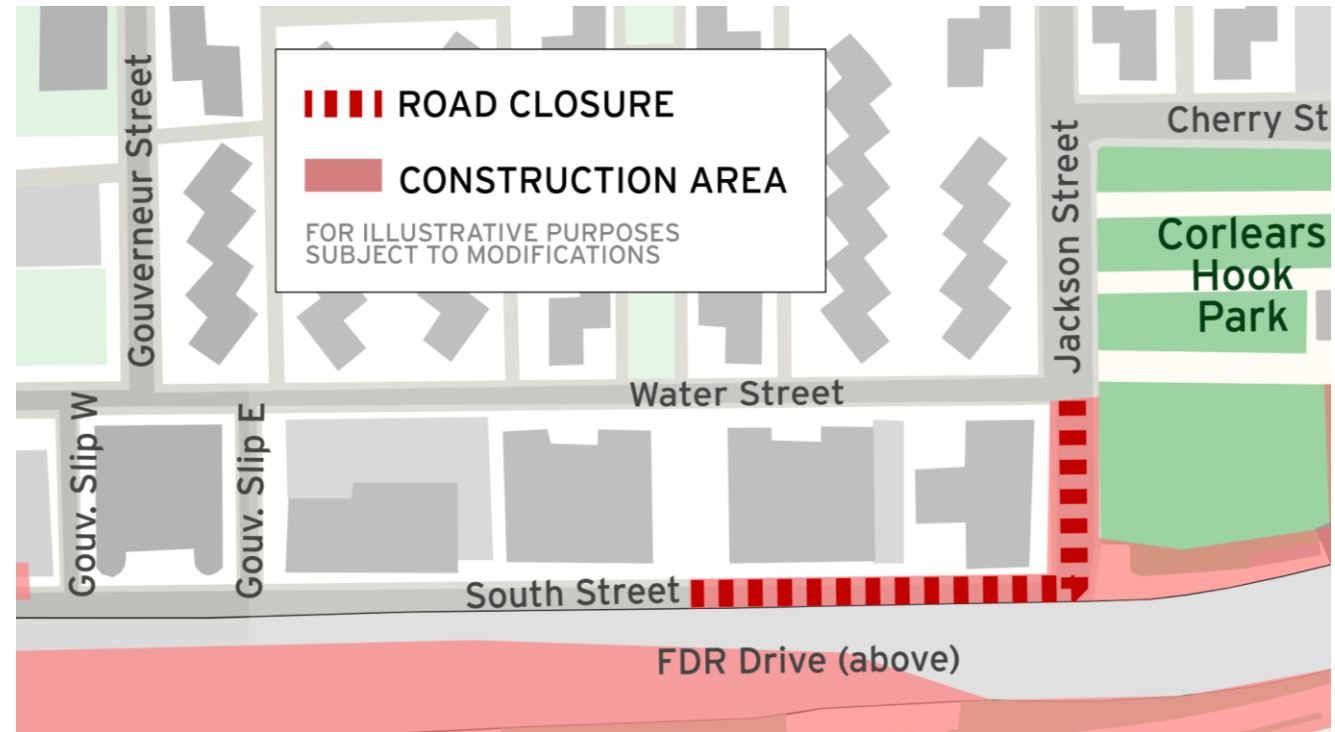 ROAD CLOSURE
CONSTRUCTION AREA
FOR ILLUSTRATIVE PURPOSES
SUBJECT TO MODIFICATIONS
Gouverneur Street
Jackson Street
Cherry St
Corlears
Hook
Park
Water Street
Gouv. Slip W
Gouv. Slip E
South Street
FDR Drive (above)